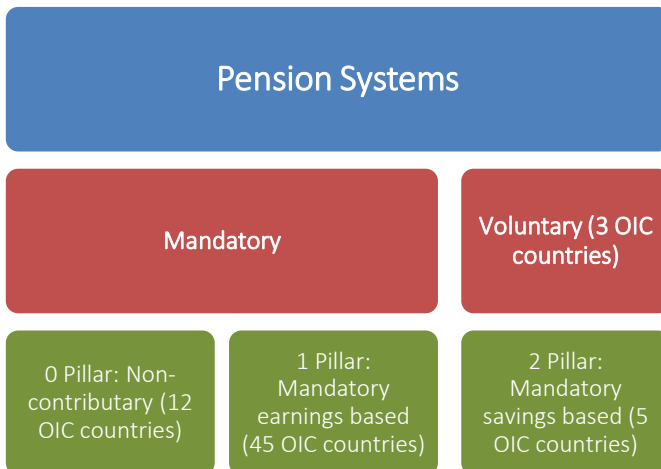 Pension Systems
Mandatory
Voluntary (3 OIC
countries)
0 Pillar: Non-
contributary (12
OIC countries)
1 Pillar:
Mandatory
earnings based
(45 OIC countries)
2 Pillar:
Mandatory
savings based (5
OIC countries)